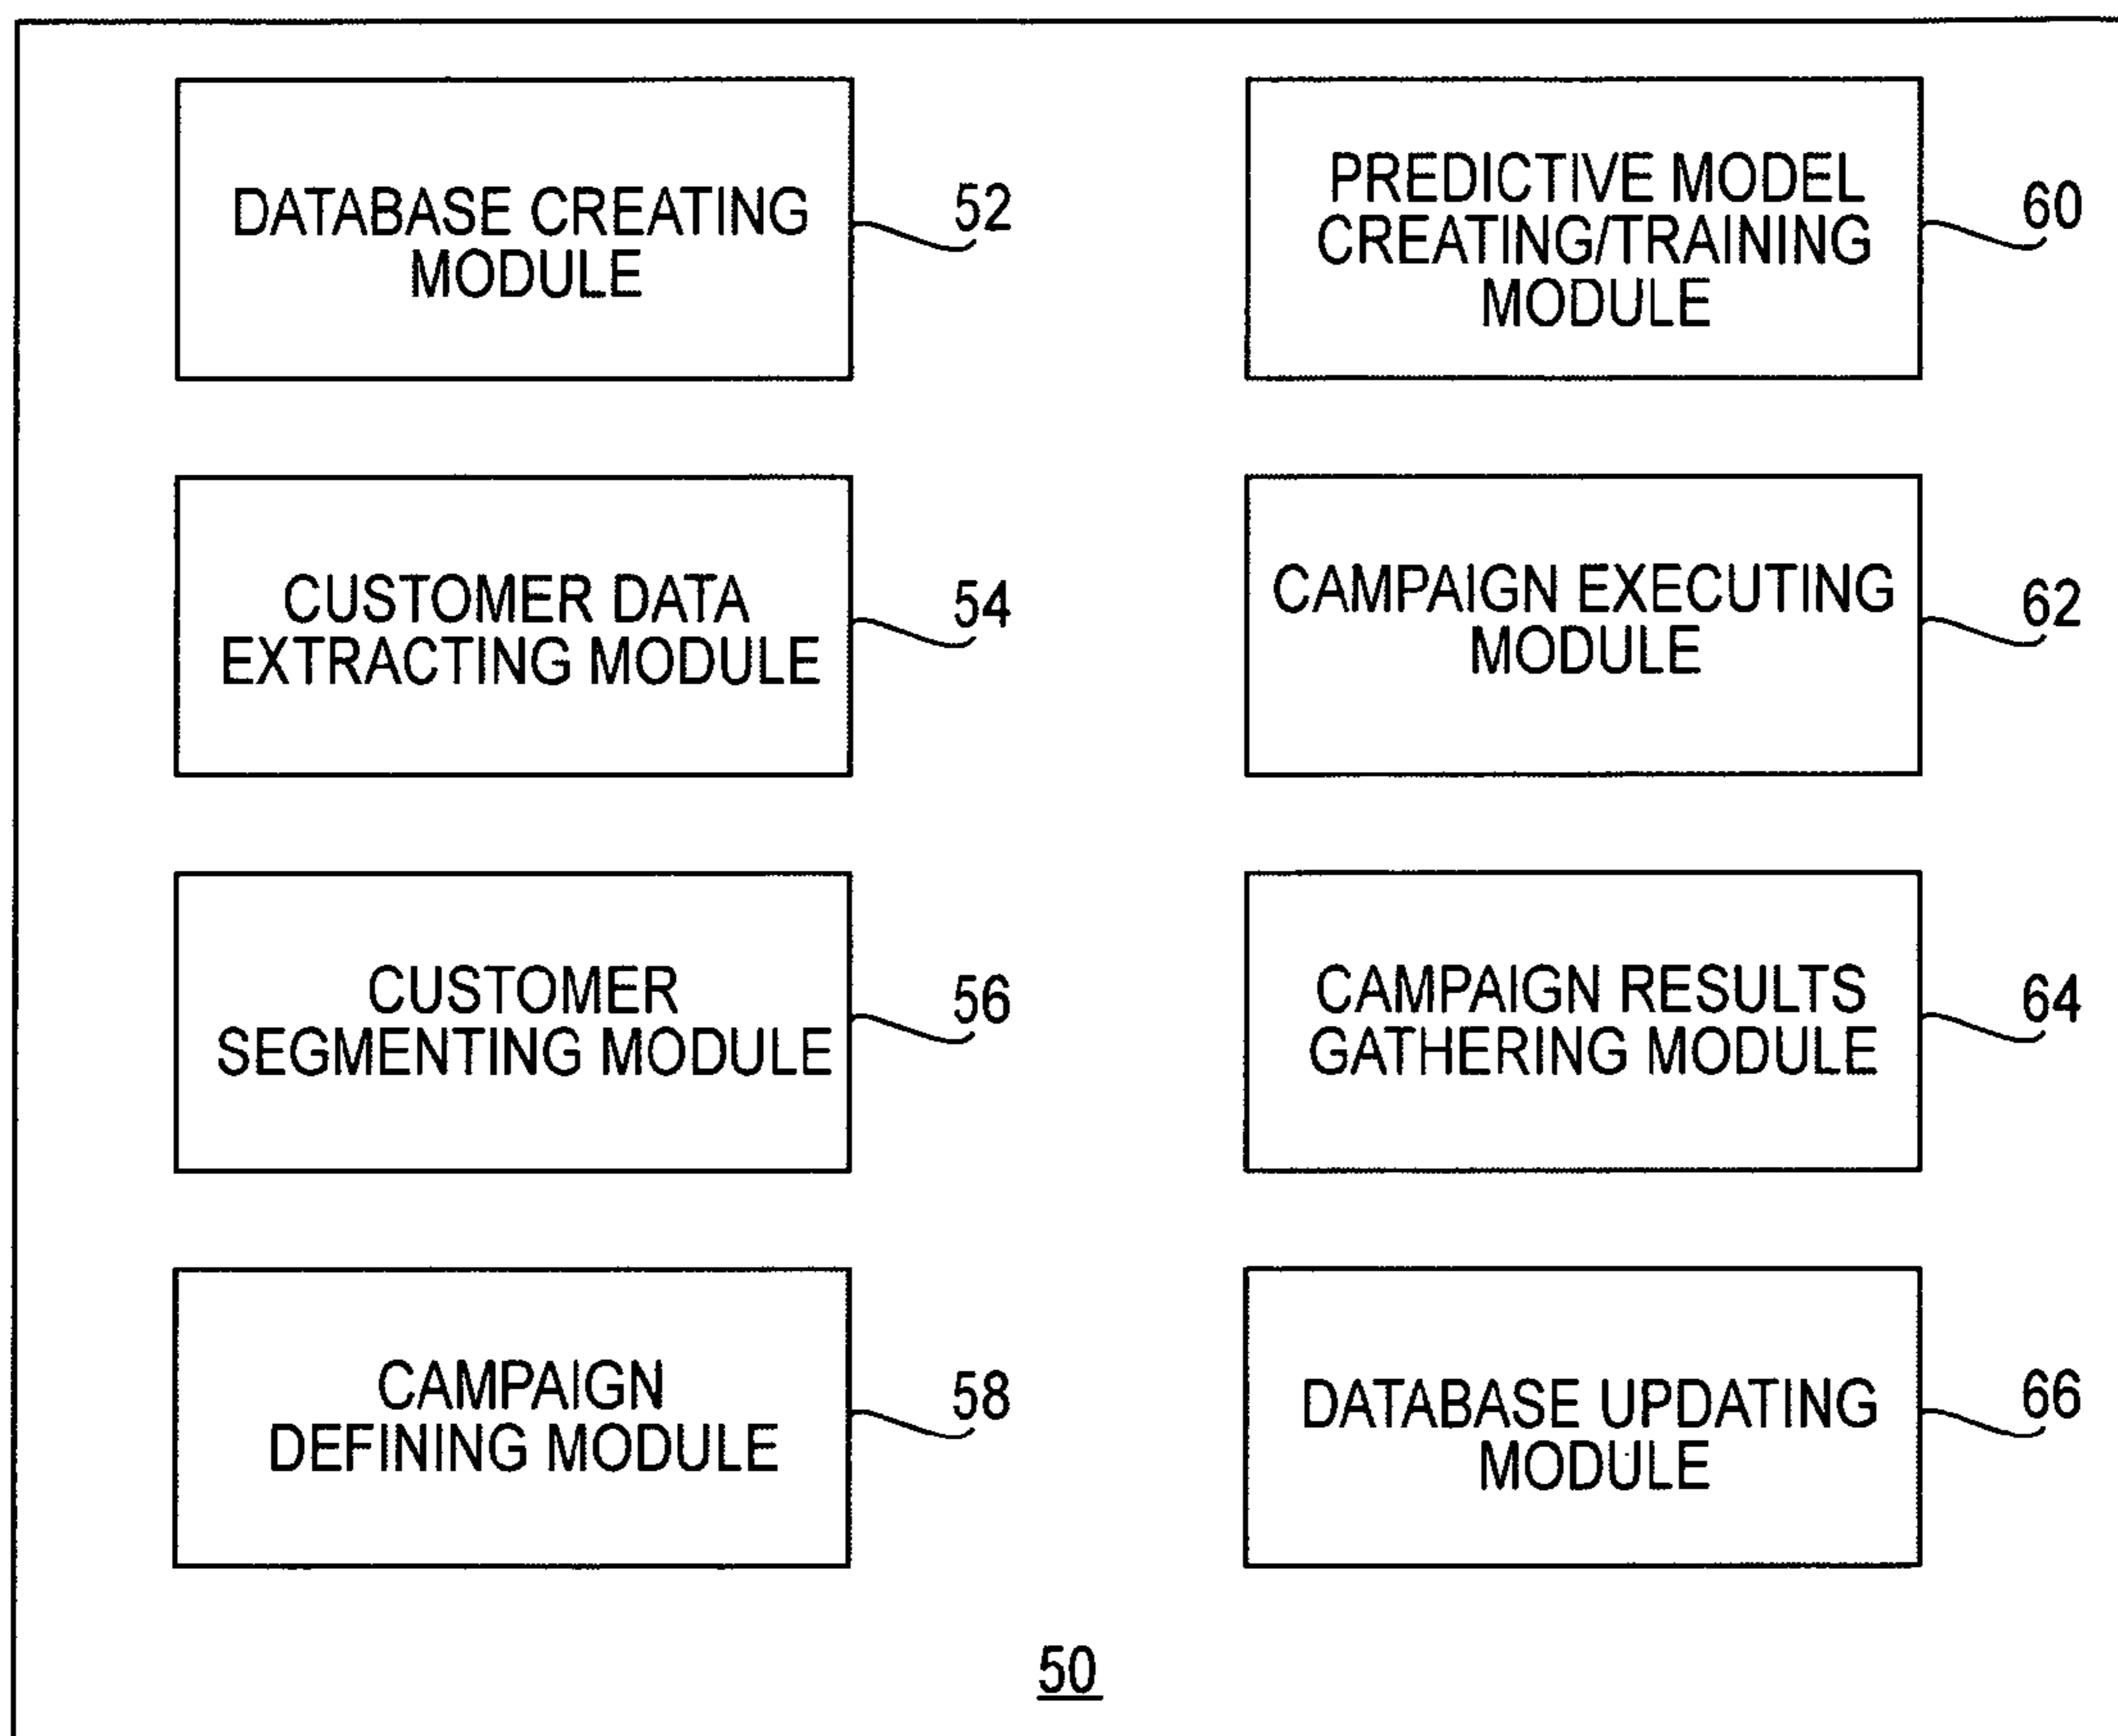 DATABASE CREATING
MODULE
52
CUSTOMER DATA
EXTRACTING MODULE
54
CUSTOMER
SEGMENTING MODULE
56
CAMPAIGN
DEFINING MODULE
58
PREDICTIVE MODEL
CREATING/TRAINING
MODULE
60
CAMPAIGN EXECUTING
MODULE
62
CAMPAIGN RESULTS
GATHERING MODULE
64
DATABASE UPDATING
MODULE
66
50